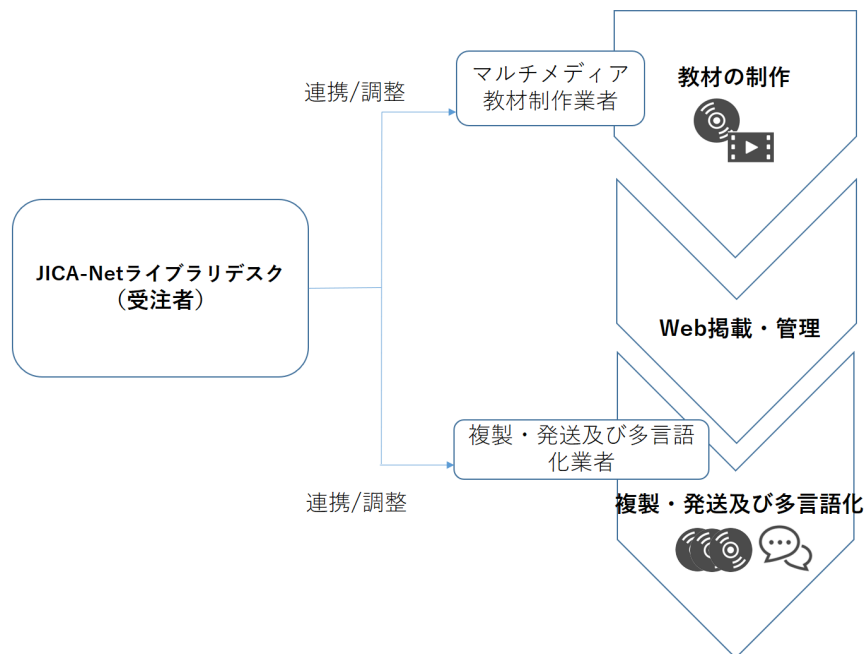 連携/調整
マルチメディア
教材制作業者
教材の制作
JICA-Netライブラリデスク
（受注者）
Web掲載・管理
複製・発送及び多言語
化業者
連携/調整
複製・発送及び多言語化